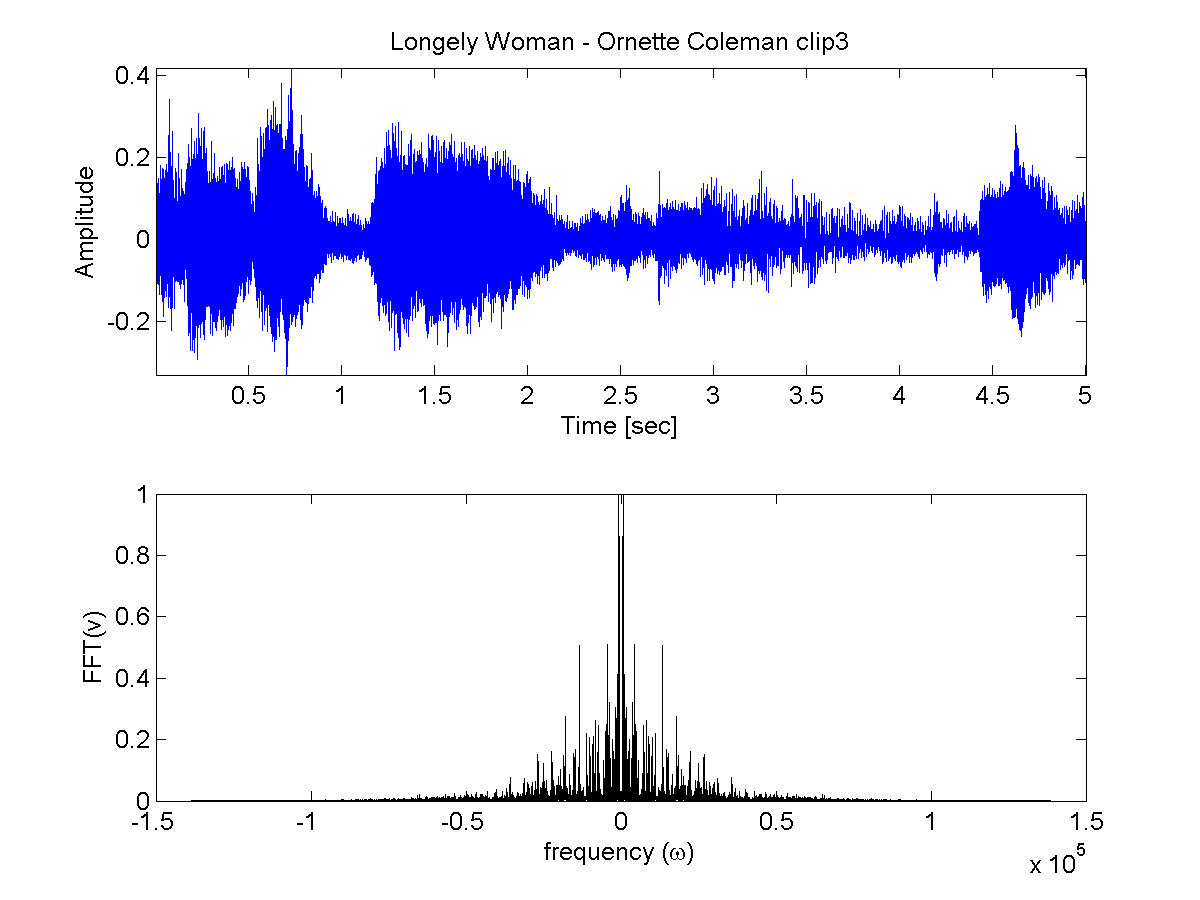 Longely Woman - Ornette Coleman clip3
0.4
0.2
0
-0.2
Amplitude
0.5 1 1.5 2 2.5 3 3.5 4 4.5 5
Time [sec]
1
0.8
0.6
0.4
0.2
0
FFT(v)
-1.5 -1 -0.5 0 0.5 1 1.5
frequency (ω)
x 10⁵